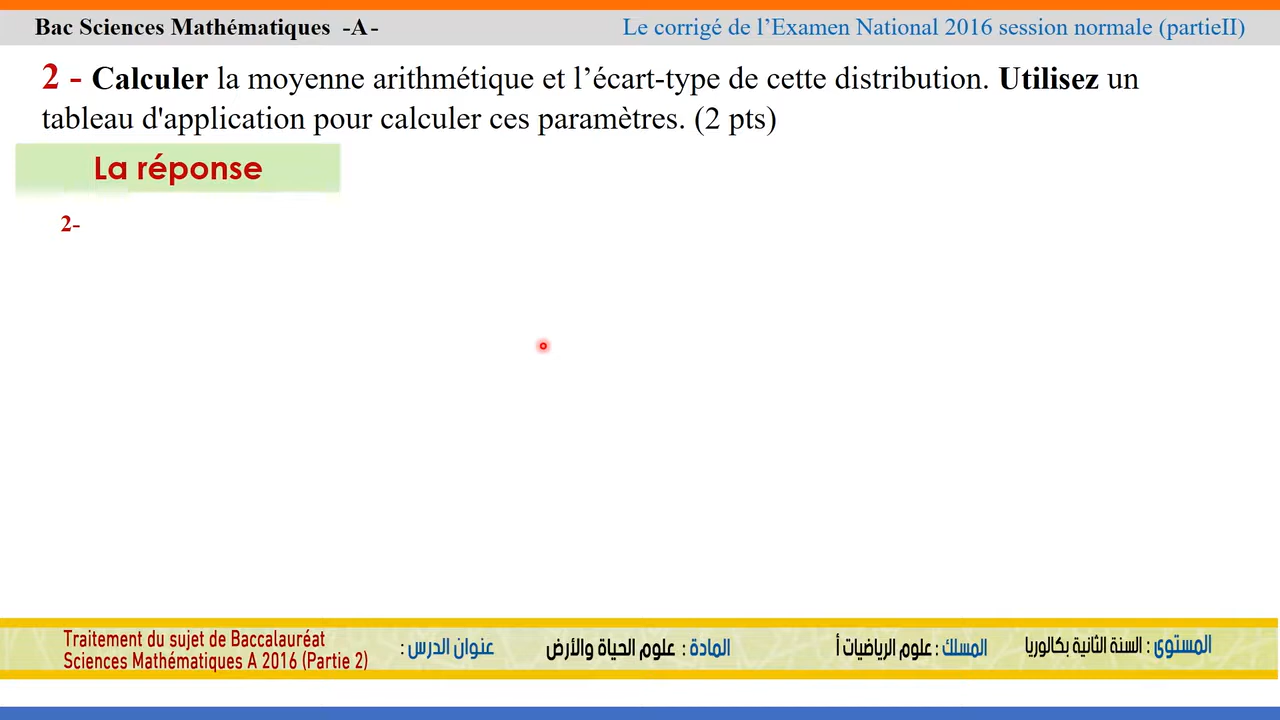 Bac Sciences Mathématiques -A-
Le corrigé de l’Examen National 2016 session normale (partieII)
2 - Calculer la moyenne arithmétique et l’écart-type de cette distribution. Utilisez un
tableau d'application pour calculer ces paramètres. (2 pts)
La réponse
2-
المستوى : السنة الثانية بكالوريا
المسلك : علوم الرياضيات أ
المادة : علوم الحياة والأرض
عنوان الدرس :
Traitement du sujet de Baccalauréat
Sciences Mathématiques A 2016 (Partie 2)